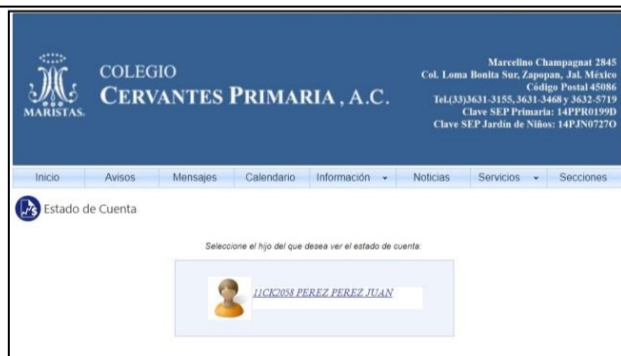 MARISTAS.
COLEGIO
CERVANTES PRIMARIA , A.C.
Marcelino Champagnat 2845
Col. Loma Bonita Sur, Zapopan, Jal. México
Código Postal 45086
Tel.(33)3631-3155,3631-3468 y 3632-5719
Clave SEP Primaria: 14PPR0199D
Clave SEP Jardín de Niños: 14PJN0727O
Inicio Avisos Mensajes Calendario Información Noticias Servicios Secciones
Estado de Cuenta
Seleccione el hijo del que desea ver el estado de cuenta:
11CK2058 PEREZ PEREZ JUAN